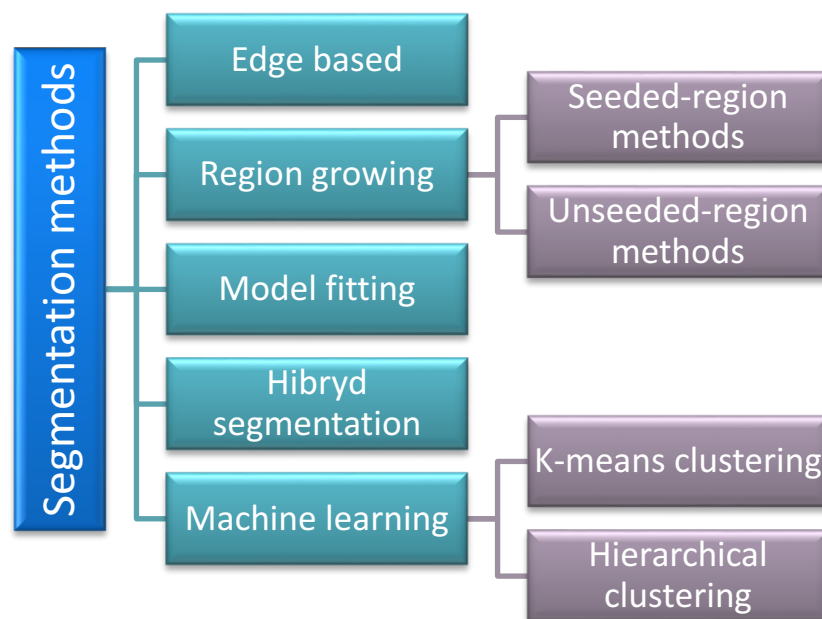 Segmentation methods
Edge based
Region growing
Seeded-region
methods
Unseeded-region
methods
Model fitting
Hibryd
segmentation
Machine learning
K-means clustering
Hierarchical
clustering